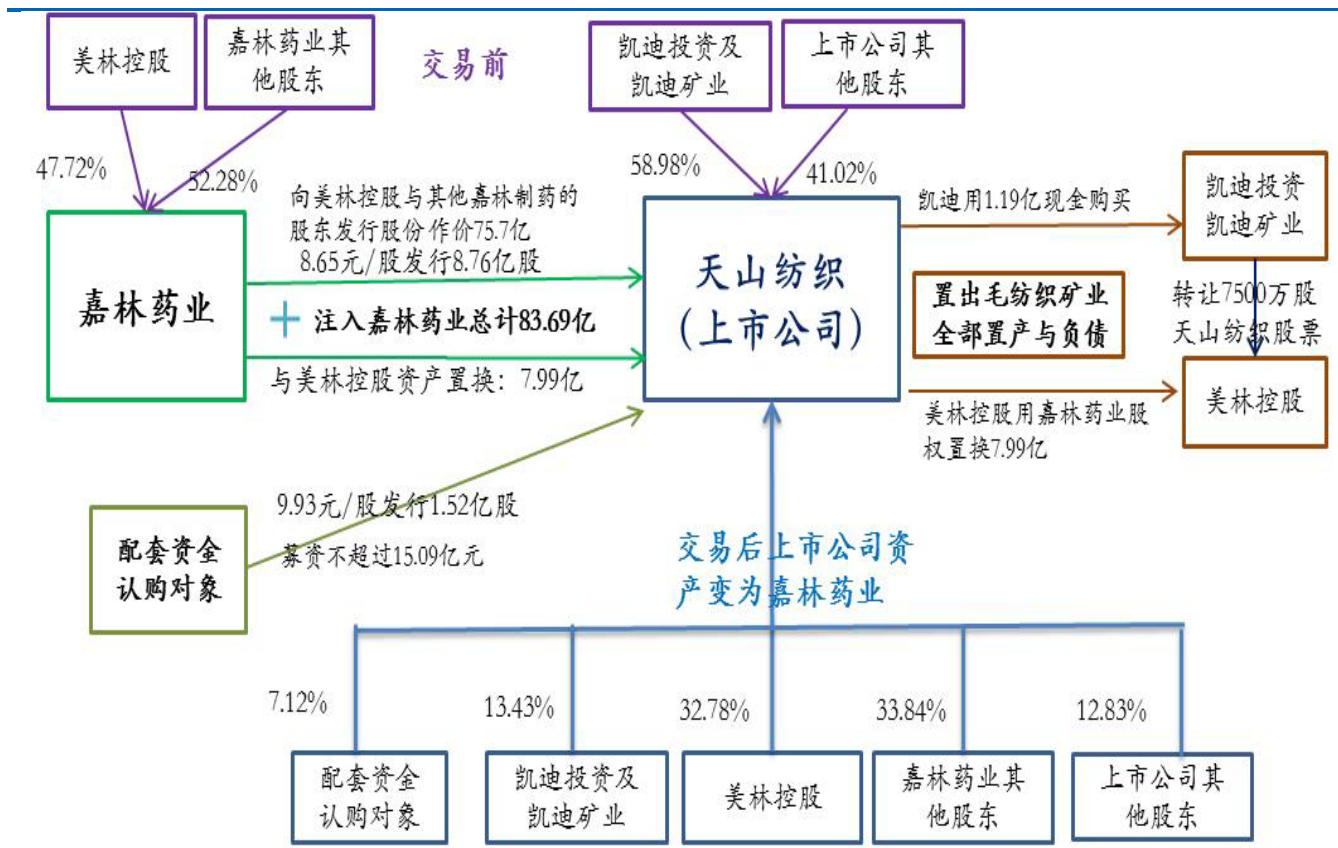 美林控股
嘉林药业其
他股东
交易前
凯迪投资及
凯迪矿业
上市公司其
他股东
47.72%
52.28%
58.98%
41.02%
向美林控股与其他嘉林制药的
股东发行股份作价75.7亿
8.65元/股发行8.76亿股
嘉林药业
注入嘉林药业总计83.69亿
与美林控股资产置换：7.99亿
天山纺织
（上市公司）
凯迪用1.19亿现金购买
凯迪投资
凯迪矿业
置出毛纺织矿业
全部置产与负债
转让7500万股
天山纺织股票
美林控股用嘉林药业股
权置换7.99亿
美林控股
配套资金
认购对象
9.93元/股发行1.52亿股
募资不超过15.09亿元
交易后上市公司资
产变为嘉林药业
7.12%
13.43%
32.78%
33.84%
12.83%
配套资金
认购对象
凯迪投资及
凯迪矿业
美林控股
嘉林药业其
他股东
上市公司其
他股东